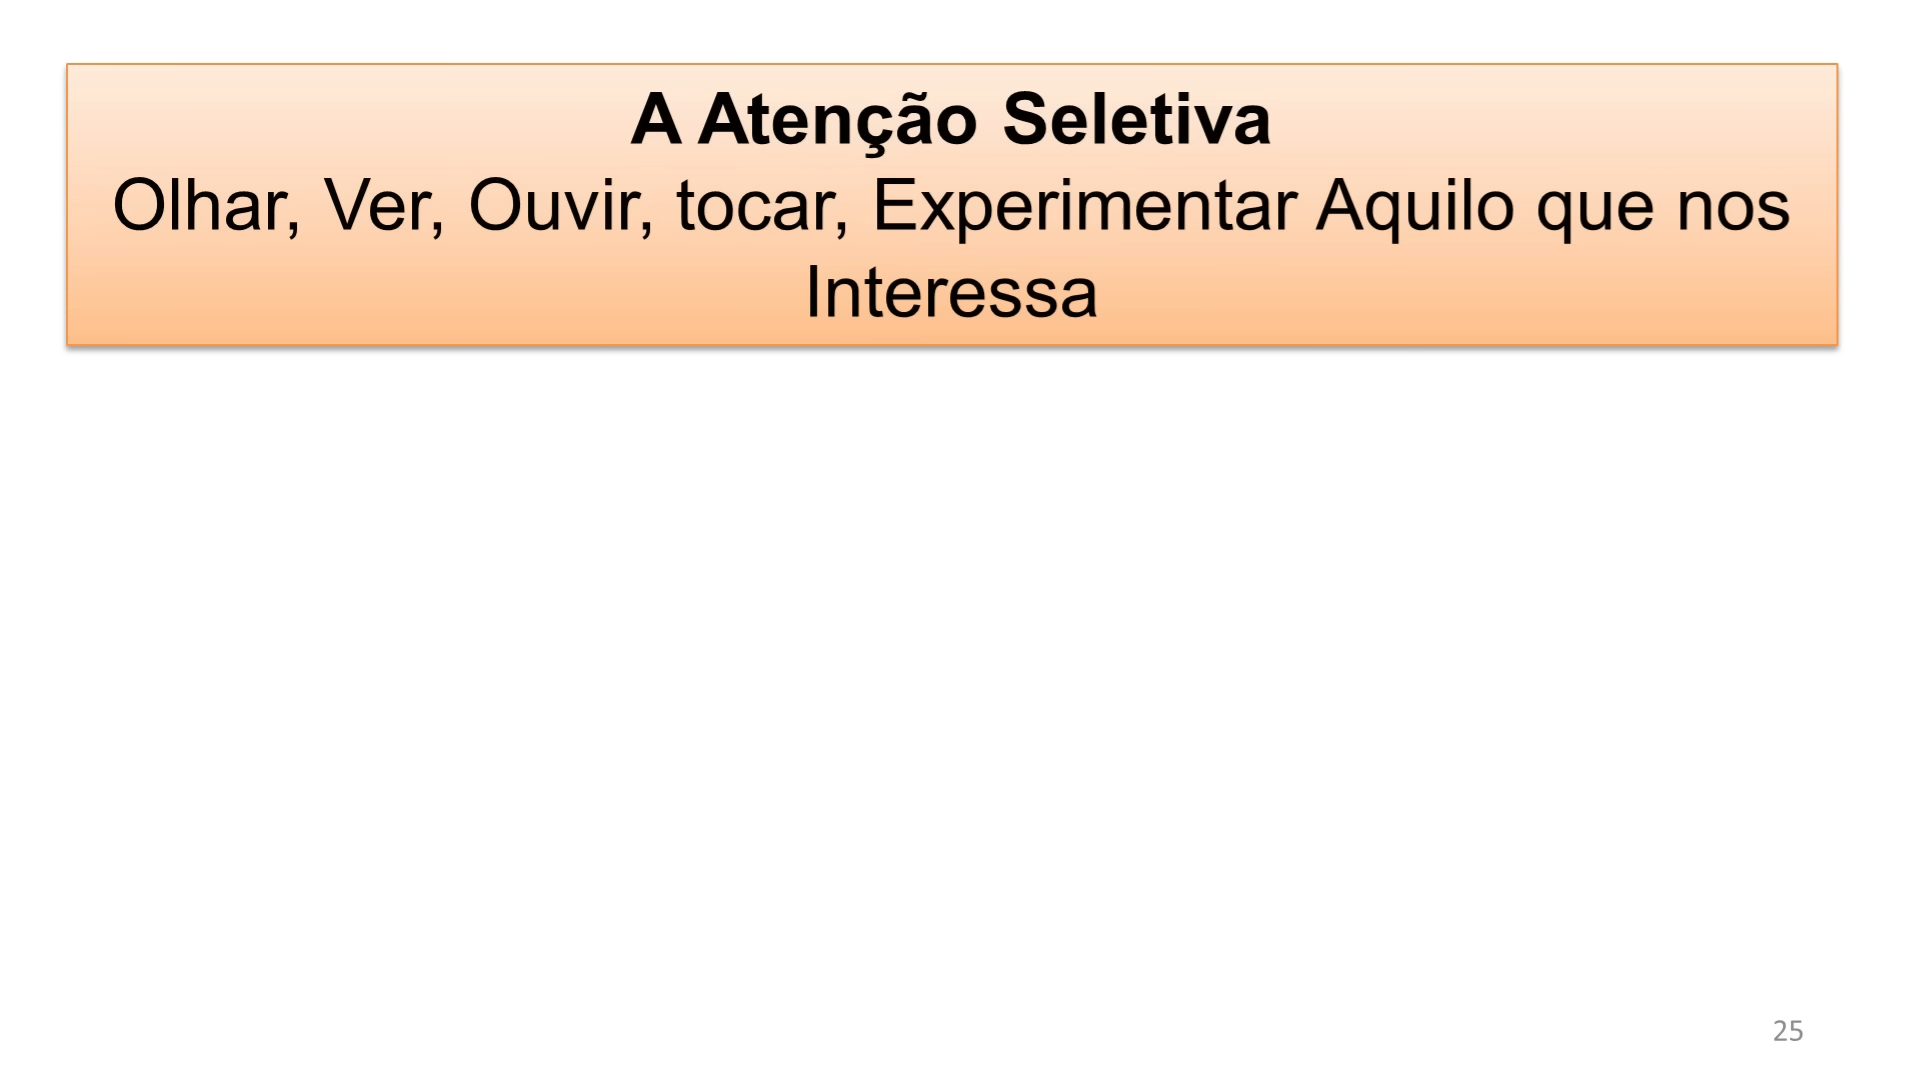 A Atenção Seletiva
Olhar, Ver, Ouvir, tocar, Experimentar Aquilo que nos
Interessa
25